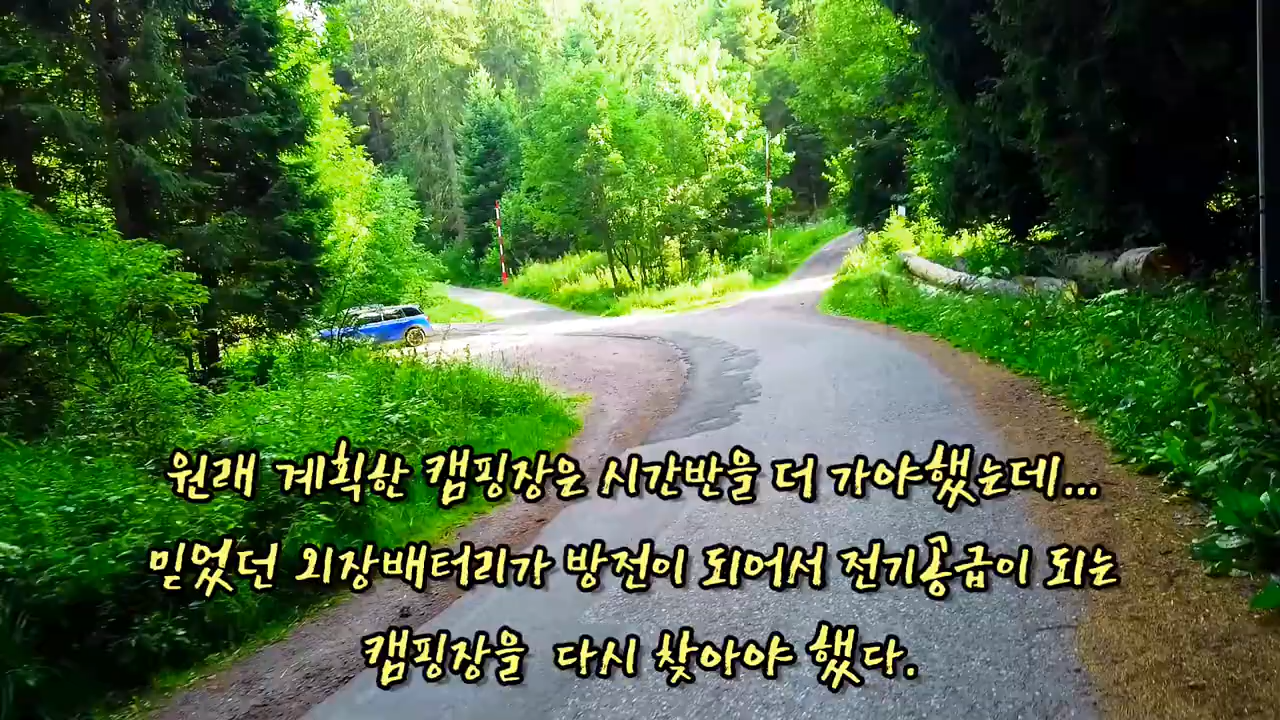 원래 계획한 캠핑장은 시간반을 더 가야했는데...
믿었던 외장배터리가 방전이 되어서 전기공급이 되는
캠핑장을 다시 찾아야 했다.